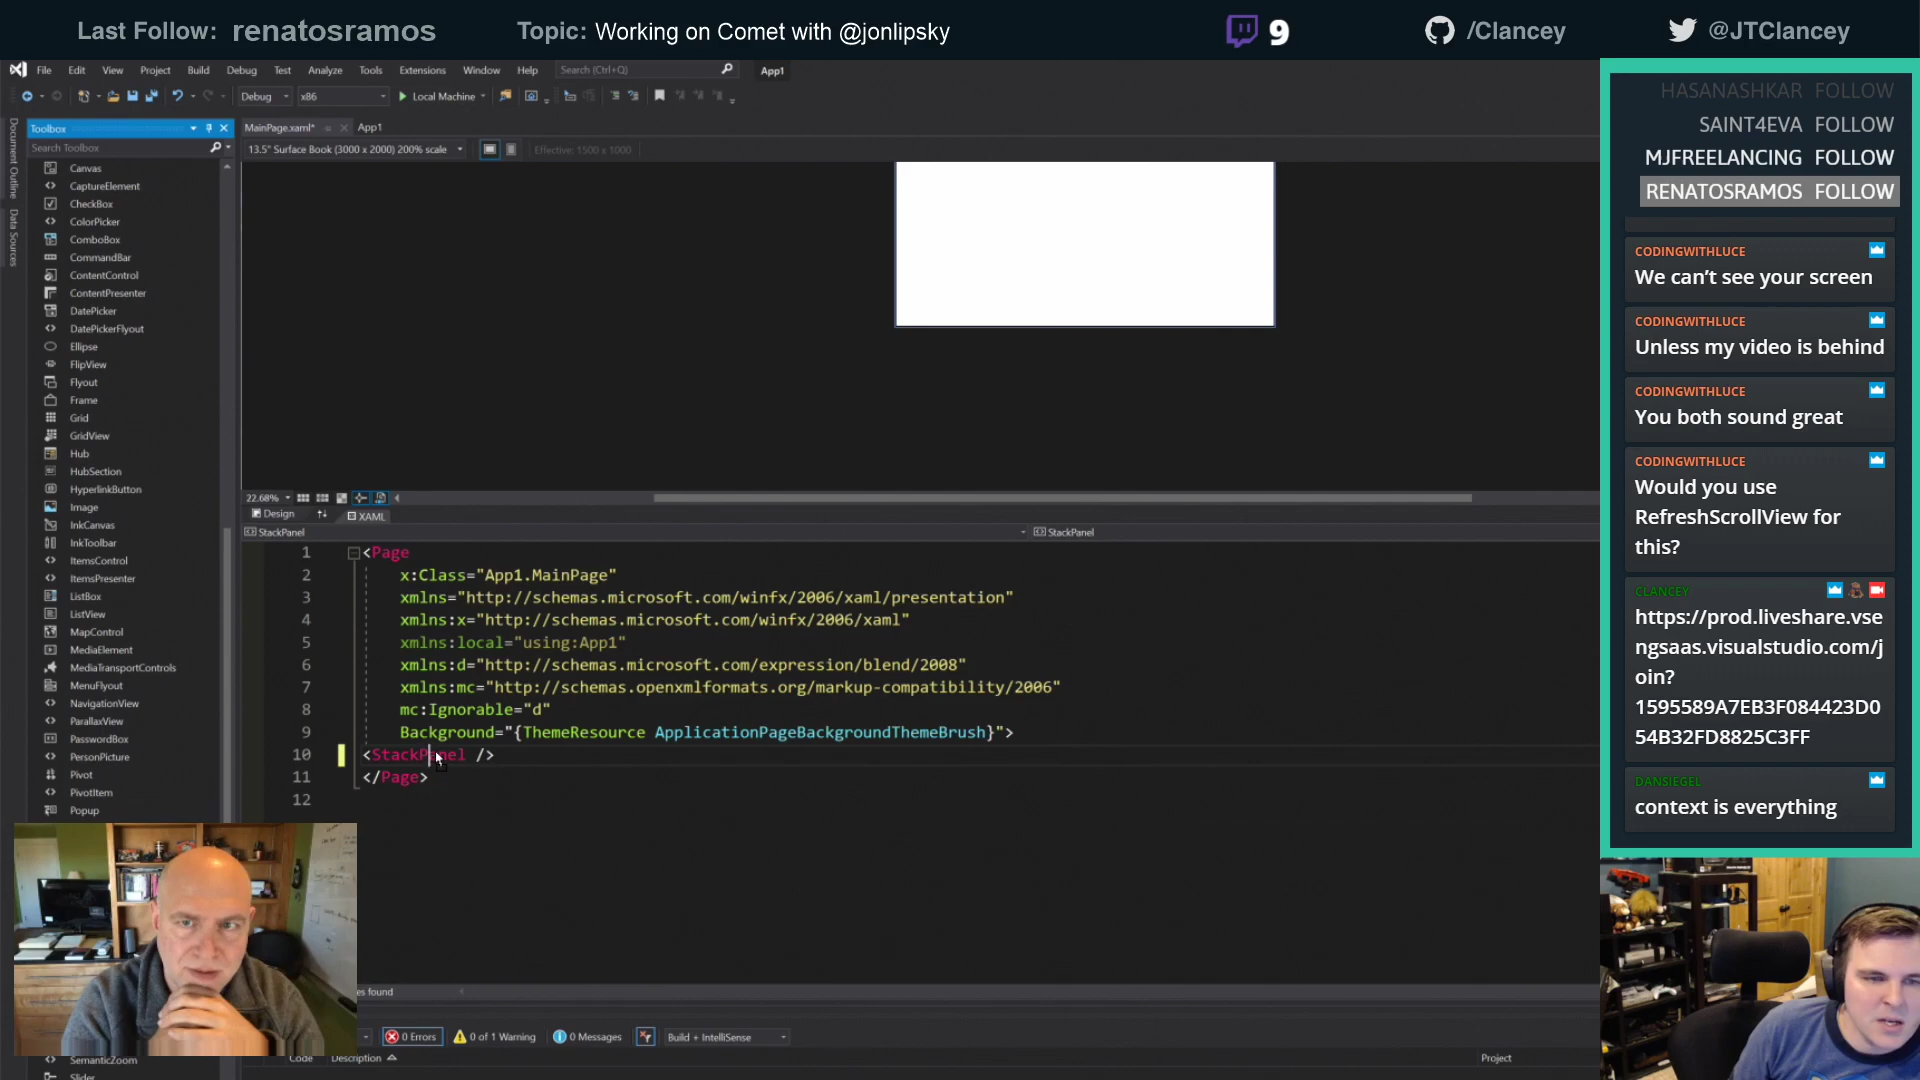 Last Follow: renatosramos
Topic: Working on Comet with @jonlipsky
9
/Clancey
@JTClancey
File Edit View Project Build Debug Test Analyze Tools Extensions Window Help Search (Ctrl+Q) App1
Debug x86 Local Machine
Document Outline
Data Sources
Toolbox
Search Toolbox
Canvas
CaptureElement
CheckBox
ColorPicker
ComboBox
CommandBar
ContentControl
ContentPresenter
DatePicker
DatePickerFlyout
Ellipse
FlipView
Flyout
Frame
Grid
GridView
Hub
HubSection
HyperlinkButton
Image
InkCanvas
InkToolbar
ItemsControl
ItemsPresenter
ListBox
ListView
MapControl
MediaElement
MediaTransportControls
MenuFlyout
NavigationView
ParallaxView
PasswordBox
PersonPicture
Pivot
PivotItem
Popup
SemanticZoom
Slider
MainPage.xaml* App1
13.5" Surface Book (3000 x 2000) 200% scale Effective: 1500 x 1000
22.68%
Design XAML
StackPanel StackPanel
1 <Page
2 x:Class="App1.MainPage"
3 xmlns="http://schemas.microsoft.com/winfx/2006/xaml/presentation"
4 xmlns:x="http://schemas.microsoft.com/winfx/2006/xaml"
5 xmlns:local="using:App1"
6 xmlns:d="http://schemas.microsoft.com/expression/blend/2008"
7 xmlns:mc="http://schemas.openxmlformats.org/markup-compatibility/2006"
8 mc:Ignorable="d"
9 Background="{ThemeResource ApplicationPageBackgroundThemeBrush}">
10 <StackPanel />
11 </Page>
12
es found
0 Errors 0 of 1 Warning 0 Messages Build + IntelliSense
Code Description Project
HASANASHKAR FOLLOW
SAINT4EVA FOLLOW
MJFREELANCING FOLLOW
RENATOSRAMOS FOLLOW
CODINGWITHLUCE
We can’t see your screen
CODINGWITHLUCE
Unless my video is behind
CODINGWITHLUCE
You both sound great
CODINGWITHLUCE
Would you use
RefreshScrollView for
this?
CLANCEY
https://prod.liveshare.vse
ngsaas.visualstudio.com/j
oin?
1595589A7EB3F084423D0
54B32FD8825C3FF
DANSIEGEL
context is everything